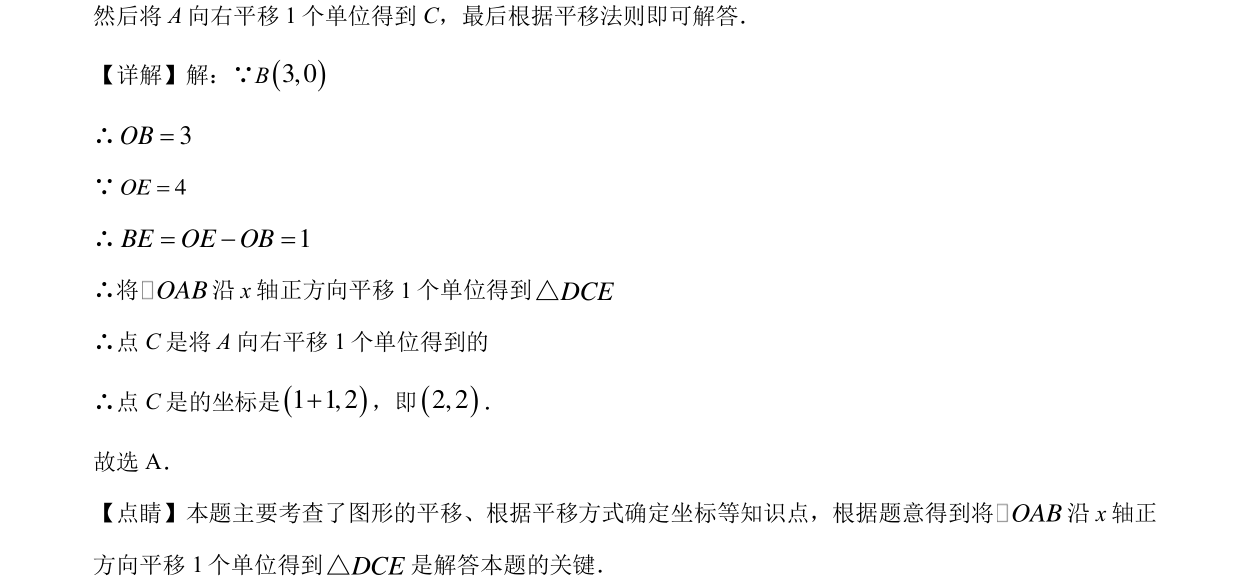 然后将 A 向右平移 1 个单位得到 C，最后根据平移法则即可解答．
【详解】解：∵B(3,0)
∴OB=3
∵ OE=4
∴BE=OE−OB=1
∴将□OAB沿 x 轴正方向平移 1 个单位得到△DCE
∴点 C 是将 A 向右平移 1 个单位得到的
∴点 C 是的坐标是(1+1,2)，即(2,2)．
故选 A．
【点睛】本题主要考查了图形的平移、根据平移方式确定坐标等知识点，根据题意得到将□OAB沿 x 轴正
方向平移 1 个单位得到△DCE 是解答本题的关键．